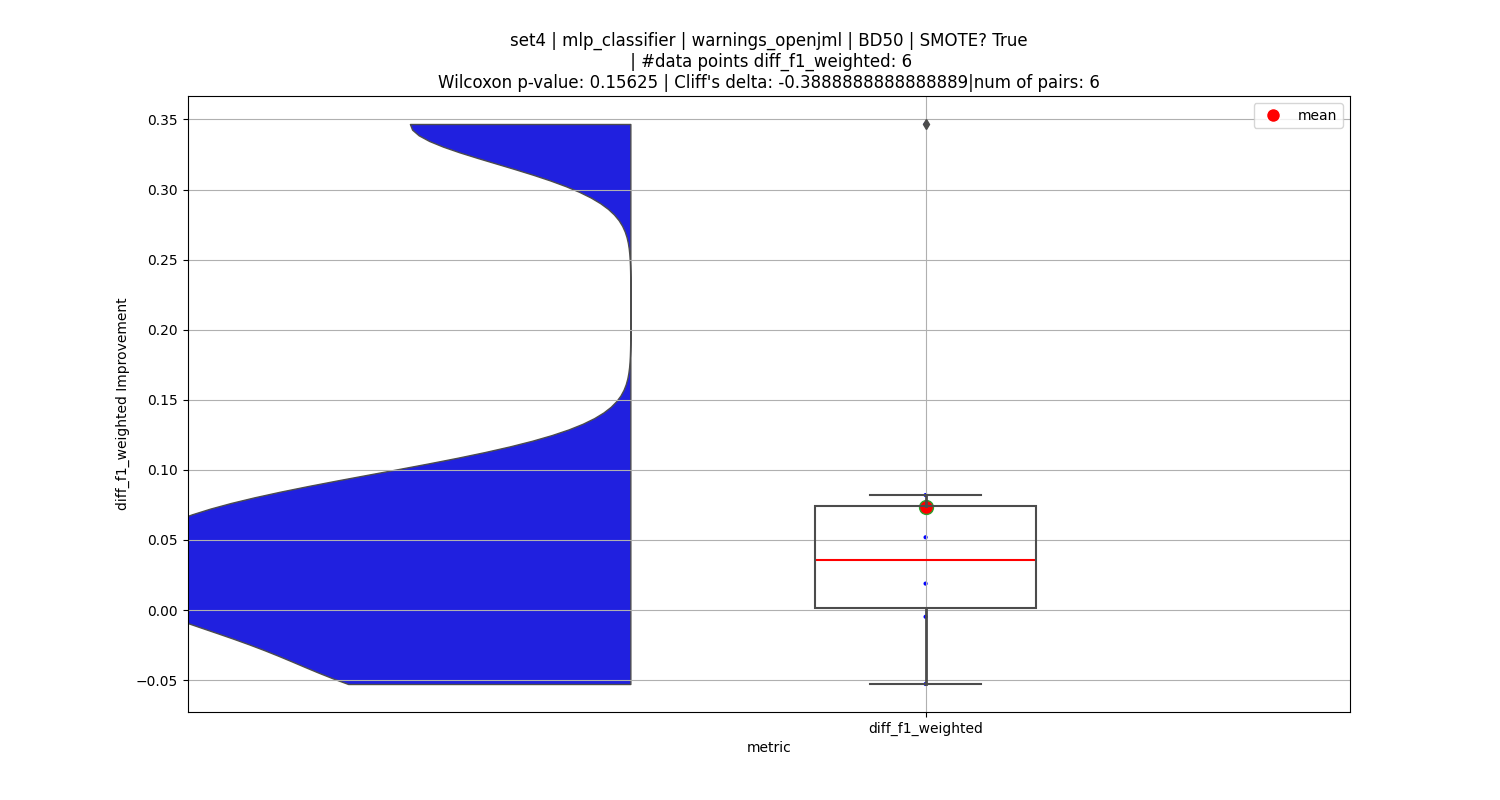 set4 | mlp_classifier | warnings_openjml | BD50 | SMOTE? True
| #data points diff_f1_weighted: 6
Wilcoxon p-value: 0.15625 | Cliff's delta: -0.3888888888888889|num of pairs: 6
mean
0.35
0.30
0.25
0.20
0.15
0.10
0.05
0.00
−0.05
diff_f1_weighted Improvement
diff_f1_weighted
metric